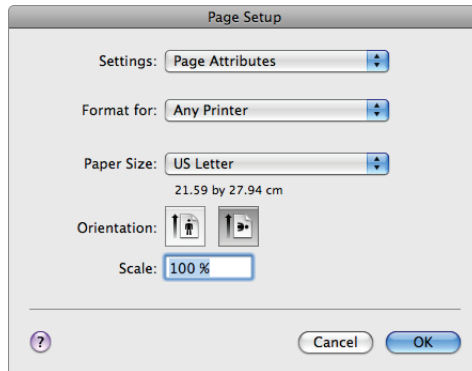 Page Setup
Settings: Page Attributes
Format for: Any Printer
Paper Size: US Letter
21.59 by 27.94 cm
Orientation:
Scale: 100 %
? Cancel OK